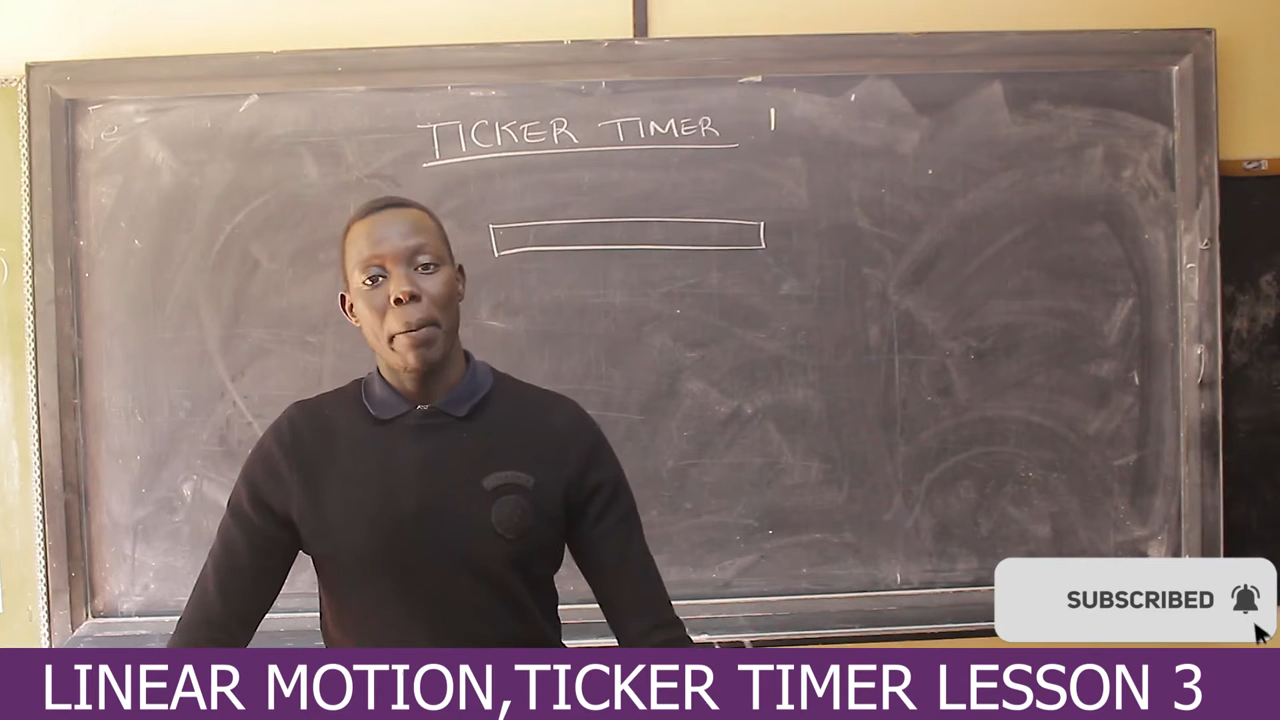 TICKER TIMER
SUBSCRIBED
LINEAR MOTION,TICKER TIMER LESSON 3